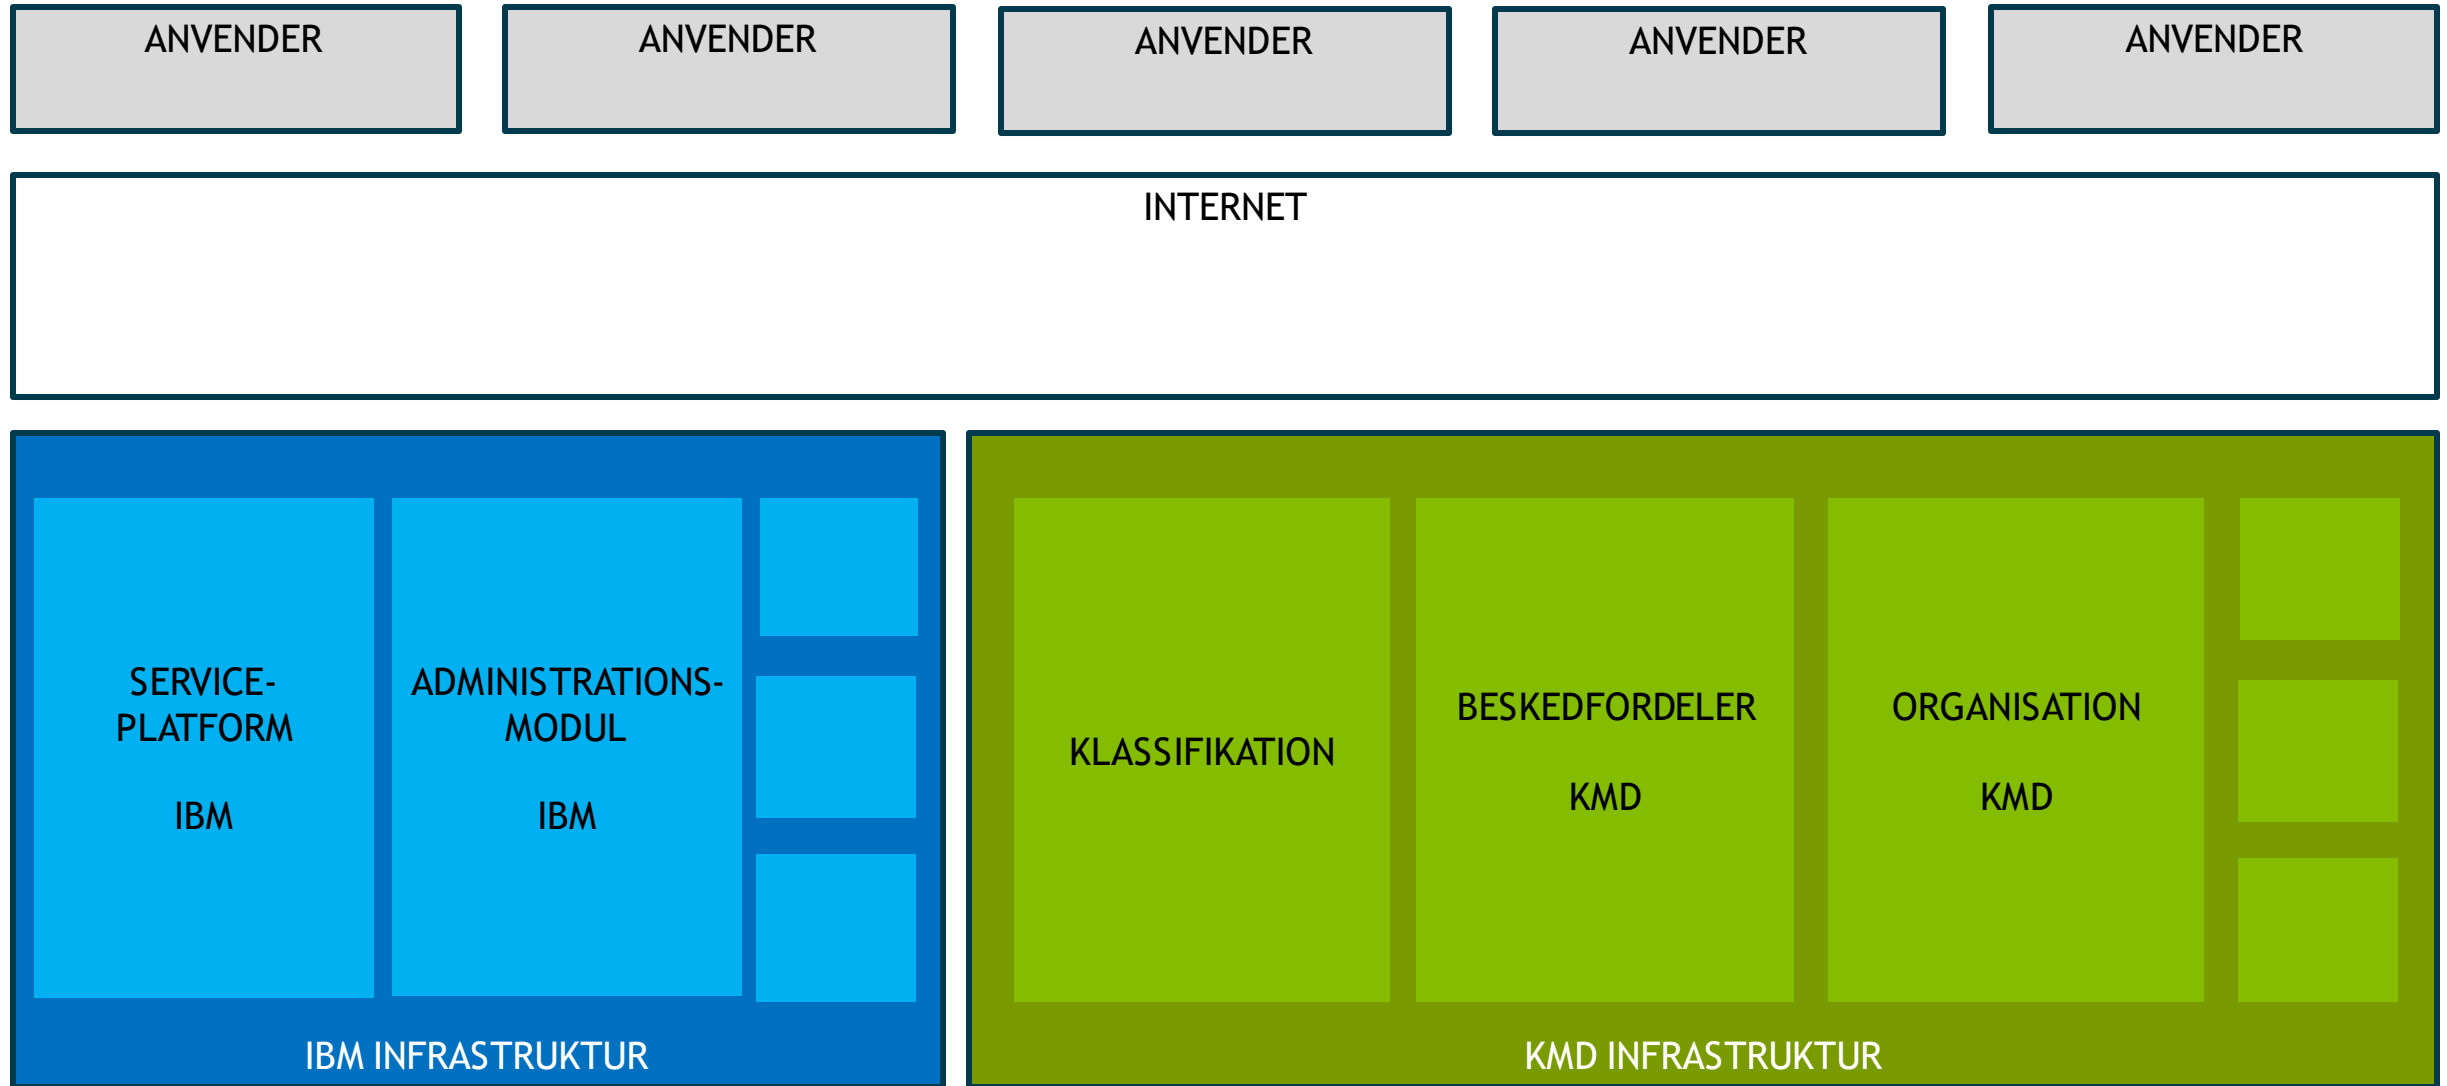 ANVENDER
ANVENDER
ANVENDER
ANVENDER
ANVENDER
INTERNET
SERVICE-
PLATFORM
IBM
ADMINISTRATIONS-
MODUL
IBM
KLASSIFIKATION
BESKEDFORDELER
KMD
ORGANISATION
KMD
IBM INFRASTRUKTUR
KMD INFRASTRUKTUR